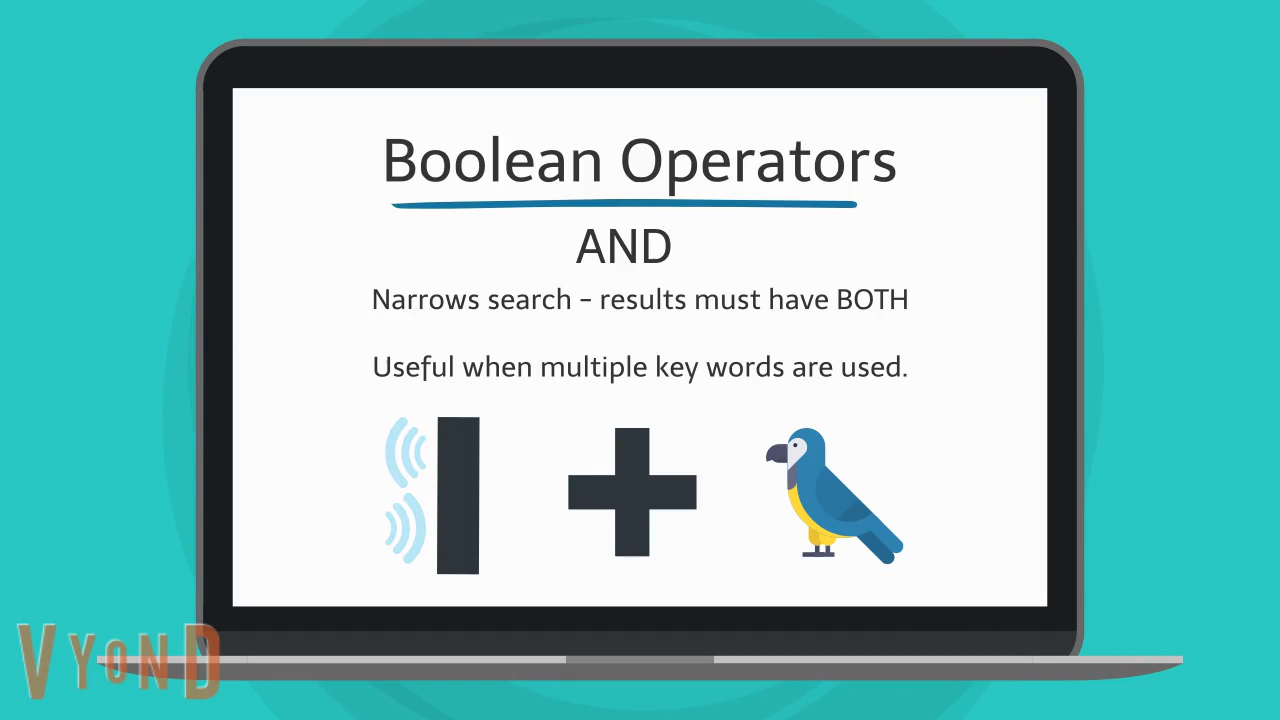 Boolean Operators
AND
Narrows search - results must have BOTH
Useful when multiple key words are used.
VYOND